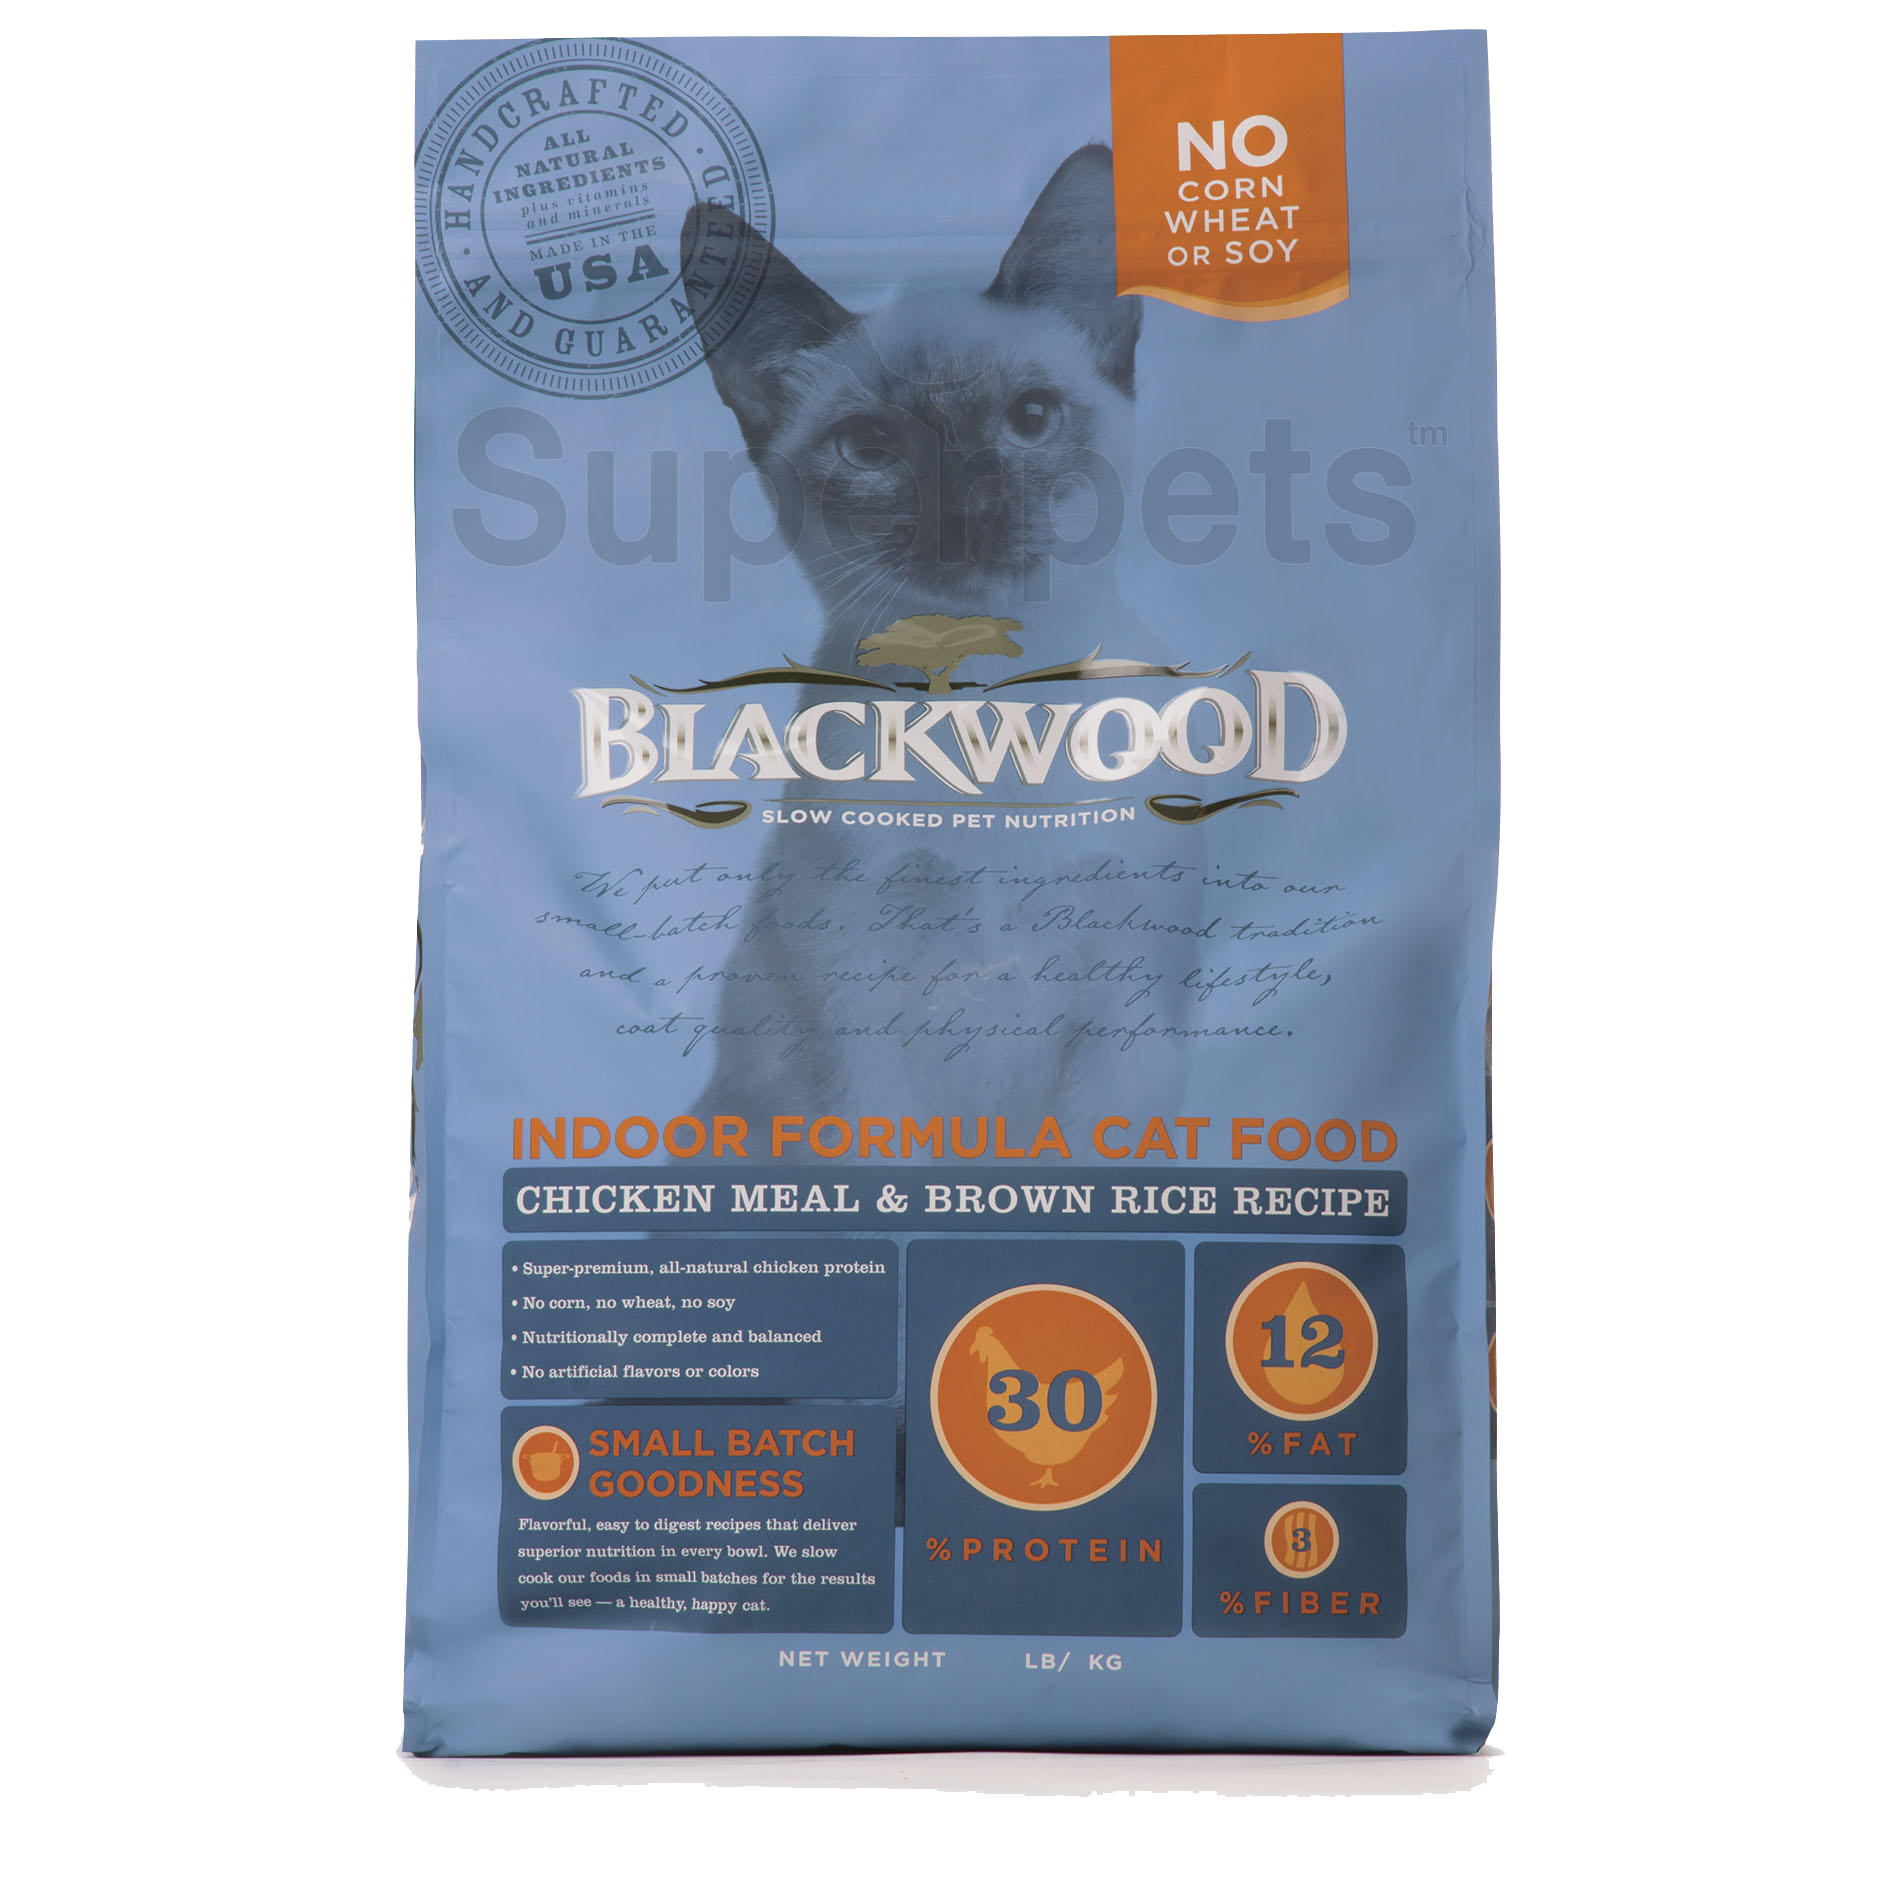 HANDCRAFTED · AND GUARANTEED ·
ALL
NATURAL
INGREDIENTS
plus vitamins
and minerals
MADE IN THE
USA
NO
CORN
WHEAT
OR SOY
Superpets™
BLACKWOOD
SLOW COOKED PET NUTRITION
We put only the finest ingredients into our
small-batch foods. That's a Blackwood tradition
and a proven recipe for a healthy lifestyle,
coat quality and physical performance.
INDOOR FORMULA CAT FOOD
CHICKEN MEAL & BROWN RICE RECIPE
• Super-premium, all-natural chicken protein
• No corn, no wheat, no soy
• Nutritionally complete and balanced
• No artificial flavors or colors
SMALL BATCH
GOODNESS
Flavorful, easy to digest recipes that deliver
superior nutrition in every bowl. We slow
cook our foods in small batches for the results
you'll see — a healthy, happy cat.
30
% PROTEIN
12
% FAT
3
% FIBER
NET WEIGHT LB/ KG